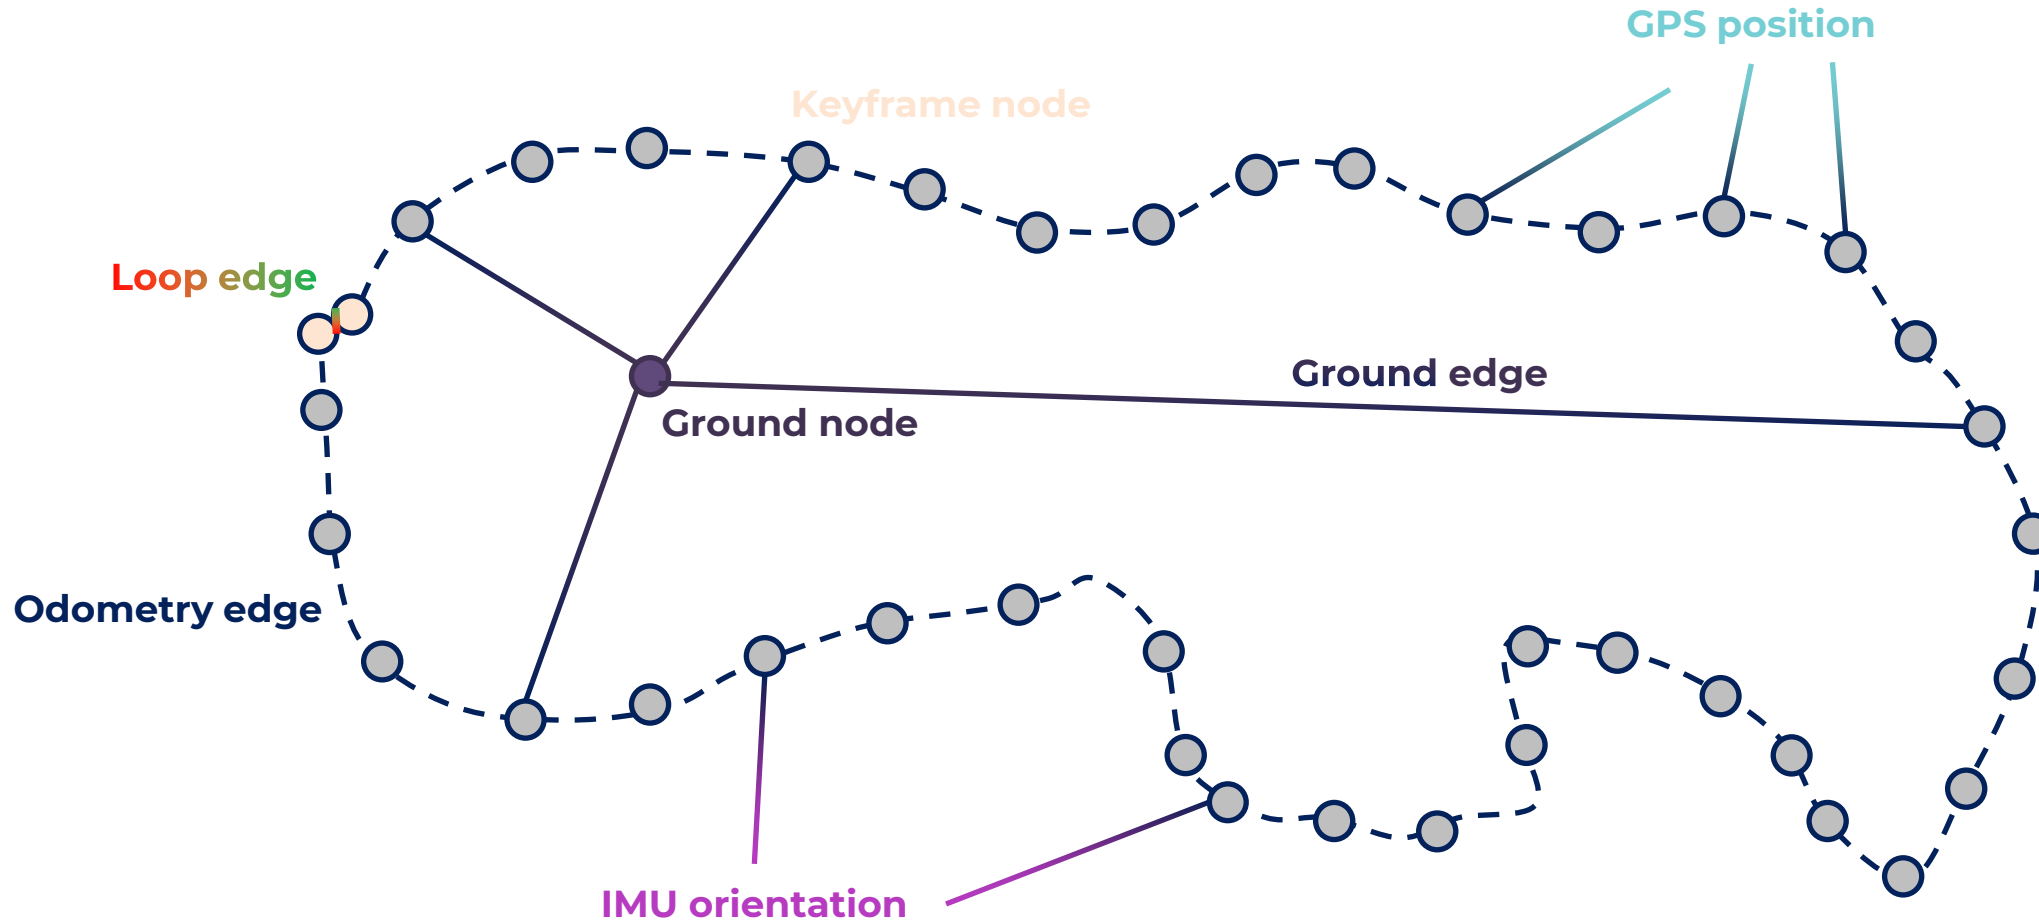 GPS position
Keyframe node
Loop edge
Ground edge
Ground node
Odometry edge
IMU orientation